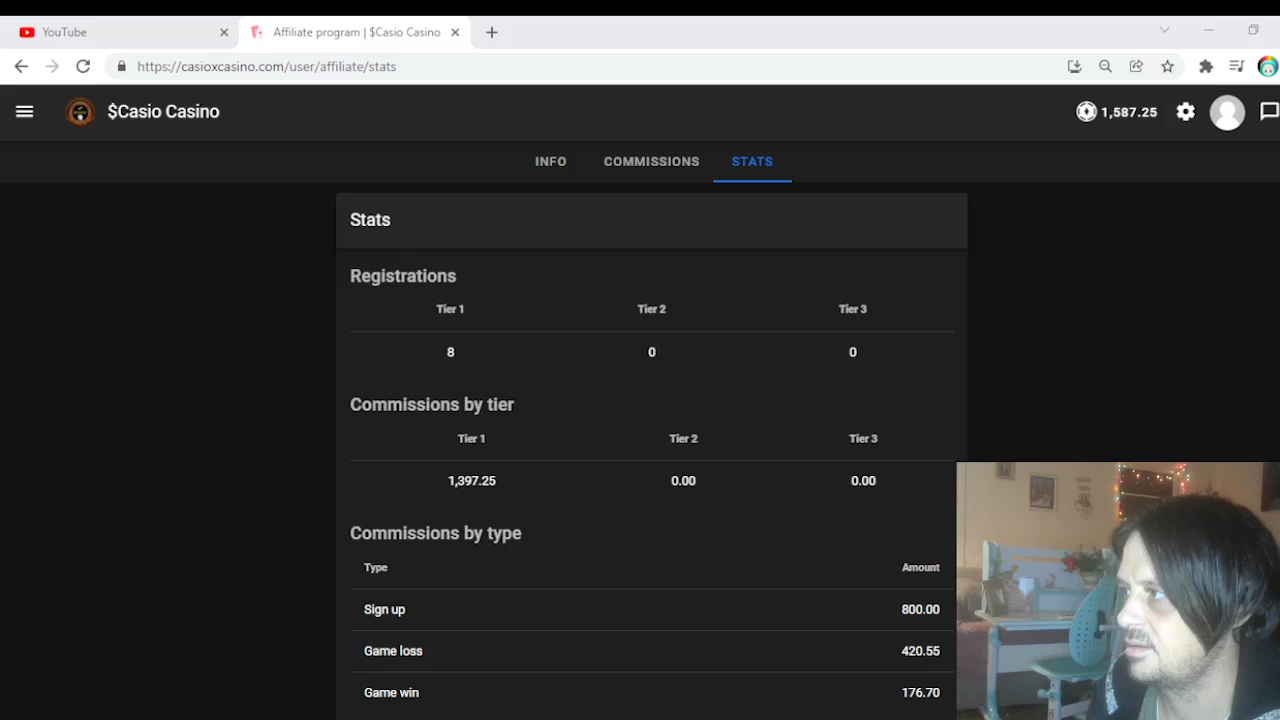 YouTube
Affiliate program | $Casio Casino
https://casioxcasino.com/user/affiliate/stats
$Casio Casino
1,587.25
INFO COMMISSIONS STATS
Stats
Registrations
Tier 1 Tier 2 Tier 3
8 0 0
Commissions by tier
Tier 1 Tier 2 Tier 3
1,397.25 0.00 0.00
Commissions by type
Type Amount
Sign up 800.00
Game loss 420.55
Game win 176.70